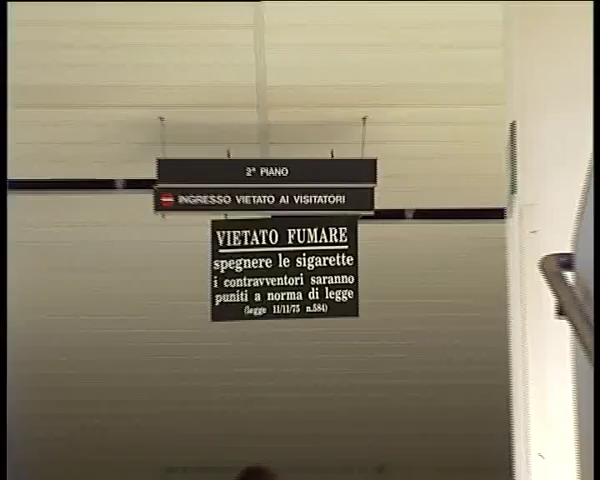 2° PIANO
INGRESSO VIETATO AI VISITATORI
VIETATO FUMARE
spegnere le sigarette
i contravventori saranno
puniti a norma di legge
(legge 11/11/75 n.584)